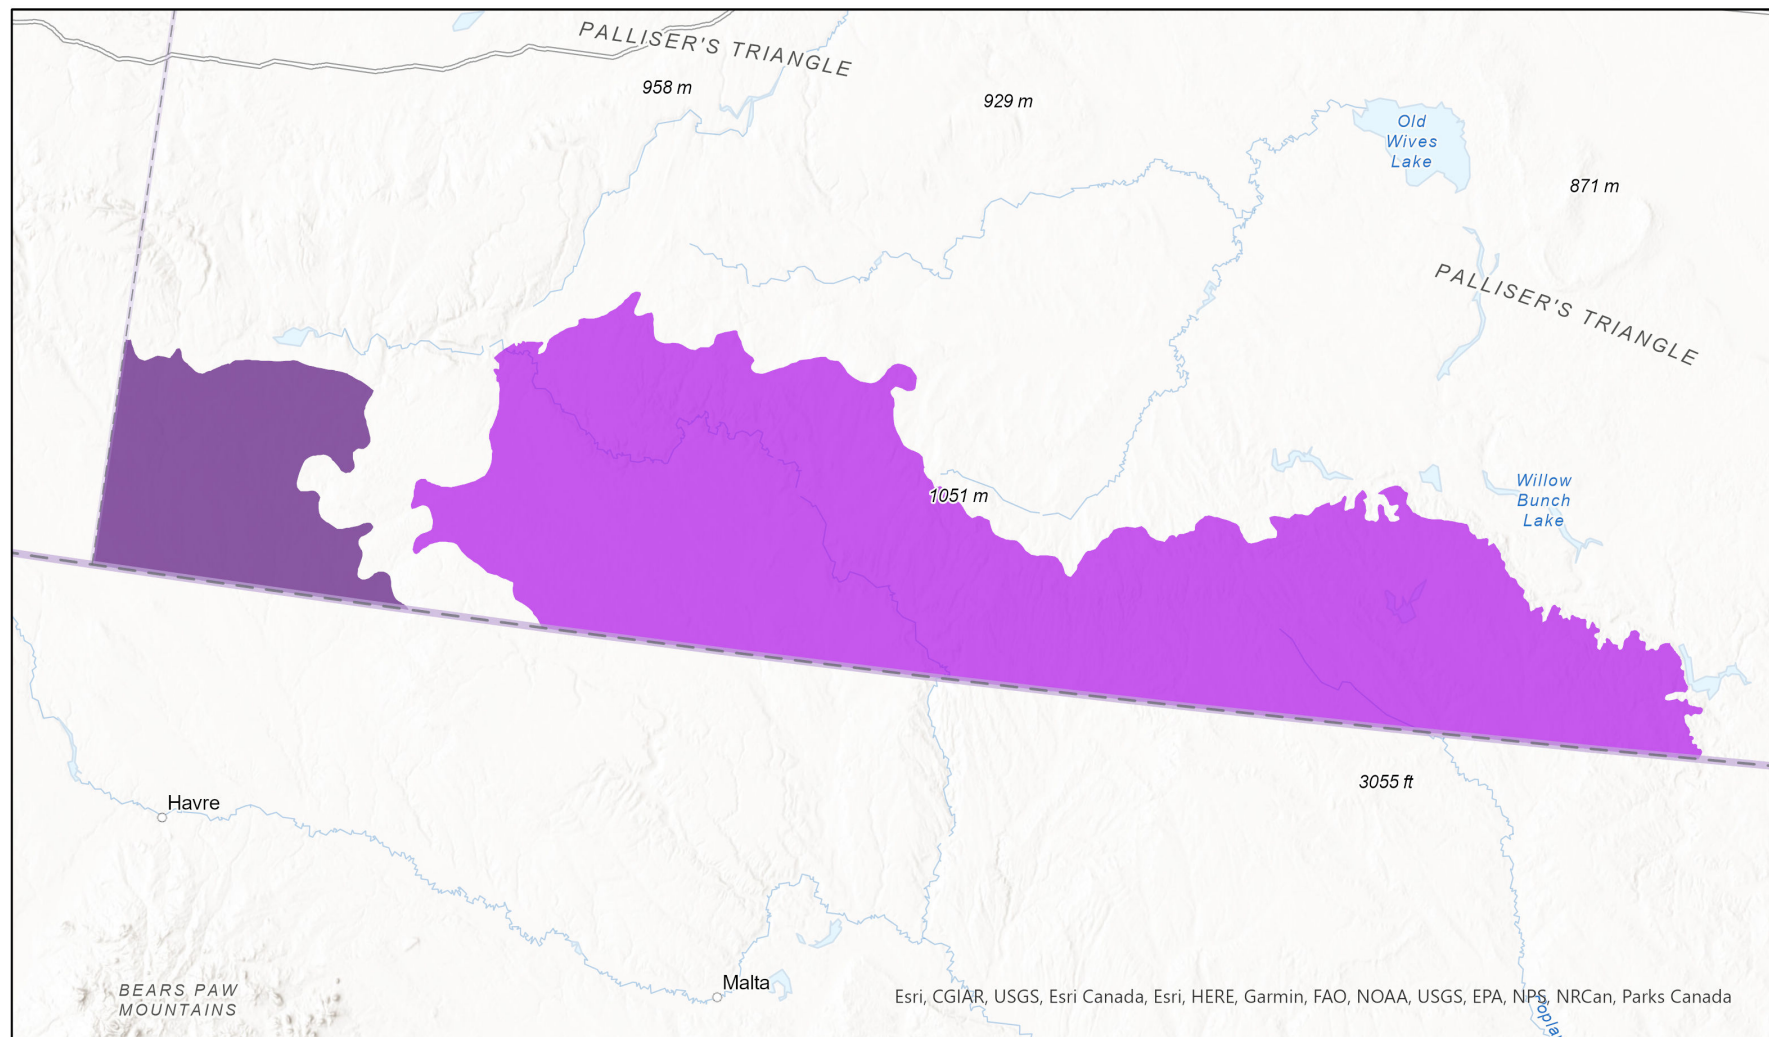 PALLISER'S TRIANGLE
958 m
929 m
Old
Wives
Lake
871 m
PALLISER'S TRIANGLE
Willow
Bunch
Lake
1051 m
3055 ft
Havre
Malta
BEARS PAW
MOUNTAINS
Esri, CGIAR, USGS, Esri Canada, Esri, HERE, Garmin, FAO, NOAA, USGS, EPA, NPS, NRCan, Parks Canada